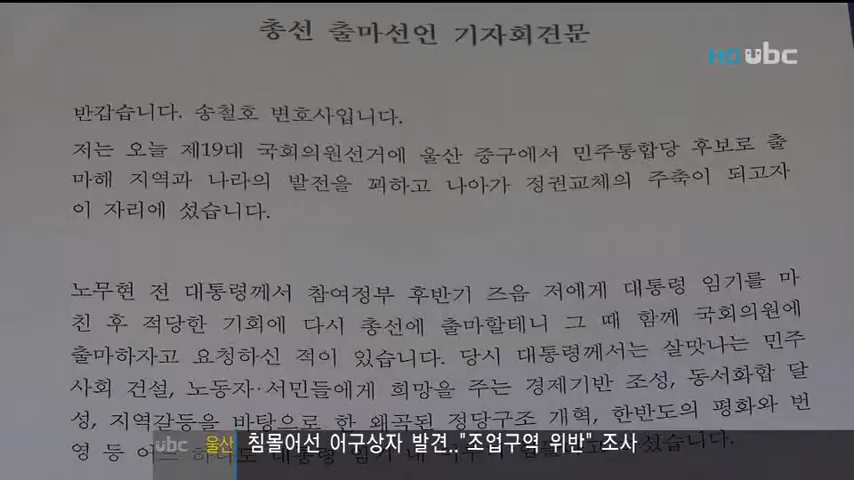 총선 출마선언 기자회견문
HD ubc
반갑습니다. 송철호 변호사입니다.
저는 오늘 제19대 국회의원선거에 울산 중구에서 민주통합당 후보로 출
마해 지역과 나라의 발전을 꾀하고 나아가 정권교체의 주축이 되고자
이 자리에 섰습니다.
노무현 전 대통령께서 참여정부 후반기 즈음 저에게 대통령 임기를 마
친 후 적당한 기회에 다시 총선에 출마할테니 그 때 함께 국회의원에
출마하자고 요청하신 적이 있습니다. 당시 대통령께서는 살맛나는 민주
사회 건설, 노동자·서민들에게 희망을 주는 경제기반 조성, 동서화합 달
성, 지역갈등을 바탕으로 한 왜곡된 정당구조 개혁, 한반도의 평화와 번
영 등
ubc 울산 침몰어선 어구상자 발견.."조업구역 위반" 조사